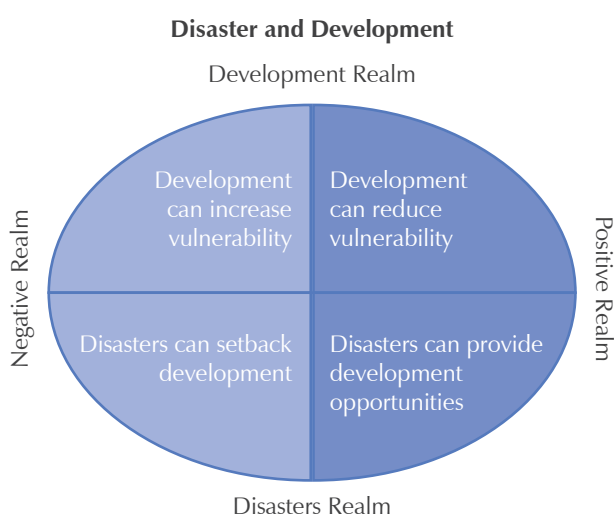 Disaster and Development
Development Realm
Development
can increase
vulnerability
Development
can reduce
vulnerability
Negative Realm
Positive Realm
Disasters can setback
development
Disasters can provide
development
opportunities
Disasters Realm